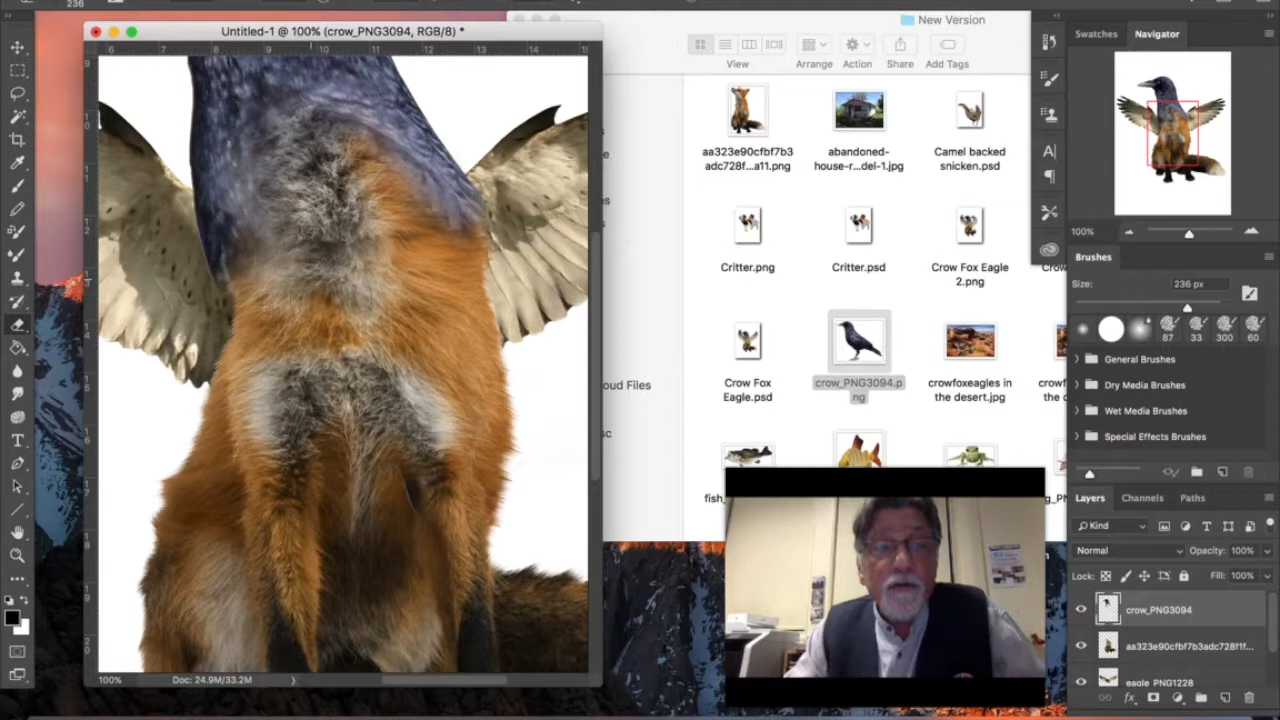 236
Untitled-1 @ 100% (crow_PNG3094, RGB/8) *
New Version
View
Arrange
Action
Share
Add Tags
Swatches
Navigator
aa323e90cfbf7b3
adc728f...a11.png
abandoned-
house-r...del-1.jpg
Camel backed
snicken.psd
Critter.png
Critter.psd
Crow Fox Eagle
2.png
Crow Fox
Eagle.psd
crow_PNG3094.p
ng
crowfoxeagles in
the desert.jpg
oud Files
100%
Brushes
Size:
236 px
87
33
300
60
General Brushes
Dry Media Brushes
Wet Media Brushes
Special Effects Brushes
Layers
Channels
Paths
Kind
Normal
Opacity: 100%
Lock:
Fill: 100%
crow_PNG3094
aa323e90cfbf7b3adc728f1f...
eagle_PNG1228
100%
Doc: 24.9M/33.2M